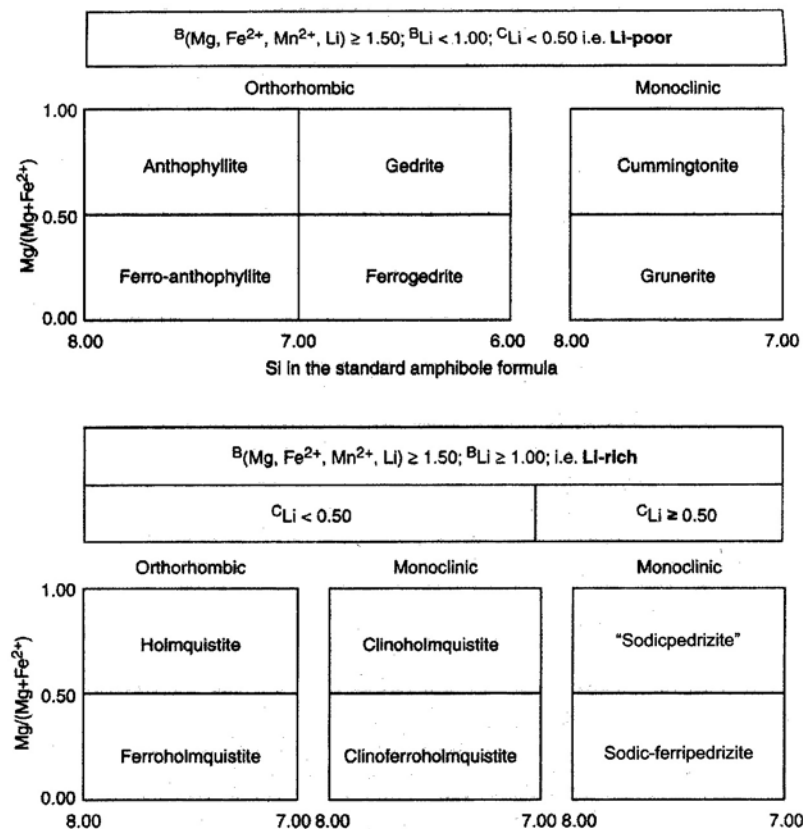 B(Mg, Fe2+, Mn2+, Li) ≥ 1.50; BLi < 1.00; CLi < 0.50 i.e. Li-poor
Orthorhombic Monoclinic
1.00
Anthophyllite Gedrite Cummingtonite
Mg/(Mg+Fe2+)
0.50
Ferro-anthophyllite Ferrogedrite Grunerite
0.00
8.00 7.00 6.00 8.00 7.00
Si in the standard amphibole formula
B(Mg, Fe2+, Mn2+, Li) ≥ 1.50; BLi ≥ 1.00; i.e. Li-rich
CLi < 0.50 CLi ≥ 0.50
Orthorhombic Monoclinic Monoclinic
1.00
Holmquistite Clinoholmquistite "Sodicpedrizite"
Mg/(Mg+Fe2+)
0.50
Ferroholmquistite Clinoferroholmquistite Sodic-ferripedrizite
0.00
8.00 7.00 8.00 7.00 8.00 7.00